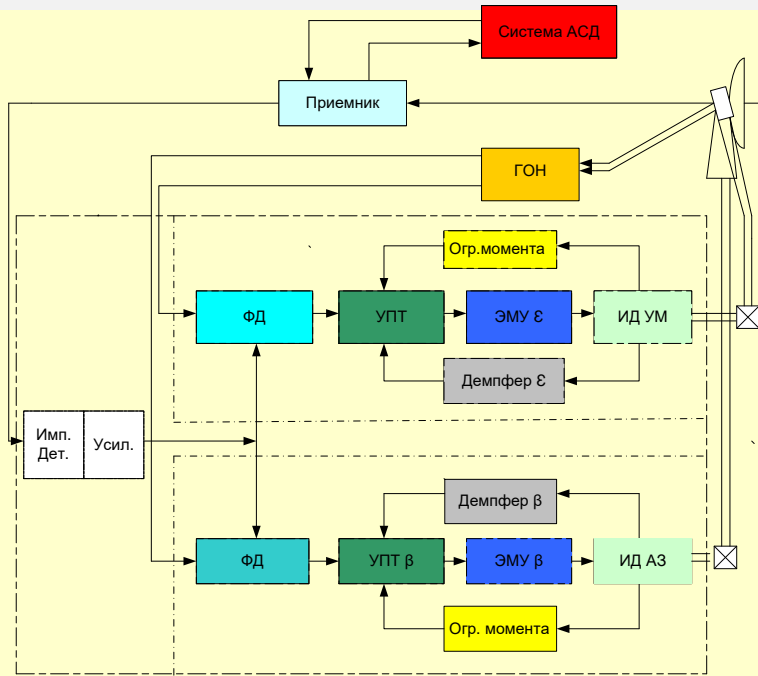 Система АСД
Приемник
ГОН
Огр.момента
ФД
УПТ
ЭМУ Ɛ
ИД УМ
Демпфер Ɛ
Имп.
Дет.
Усил.
Демпфер β
ФД
УПТ β
ЭМУ β
ИД АЗ
Огр. момента